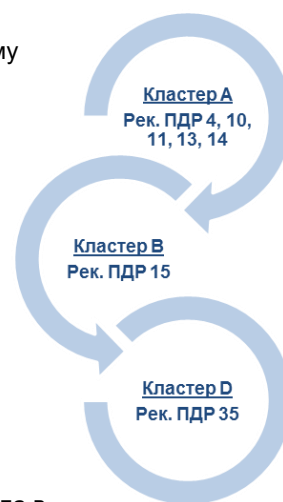 му
Кластер A
Рек. ПДР 4, 10,
11, 13, 14
Кластер B
Рек. ПДР 15
Кластер D
Рек. ПДР 35